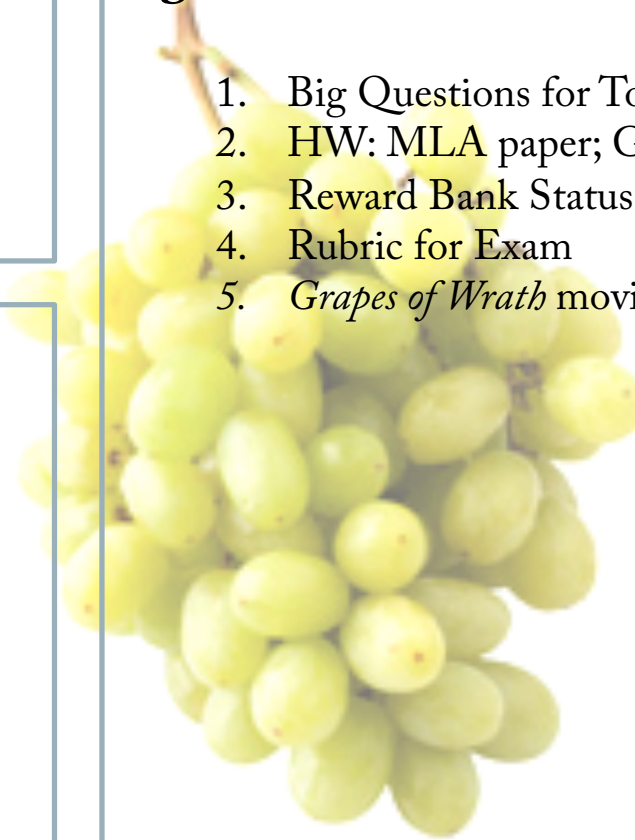 1. Big Questions for
2. HW: MLA paper;
3. Reward Bank Status
4. Rubric for Exam
5. Grapes of Wrath